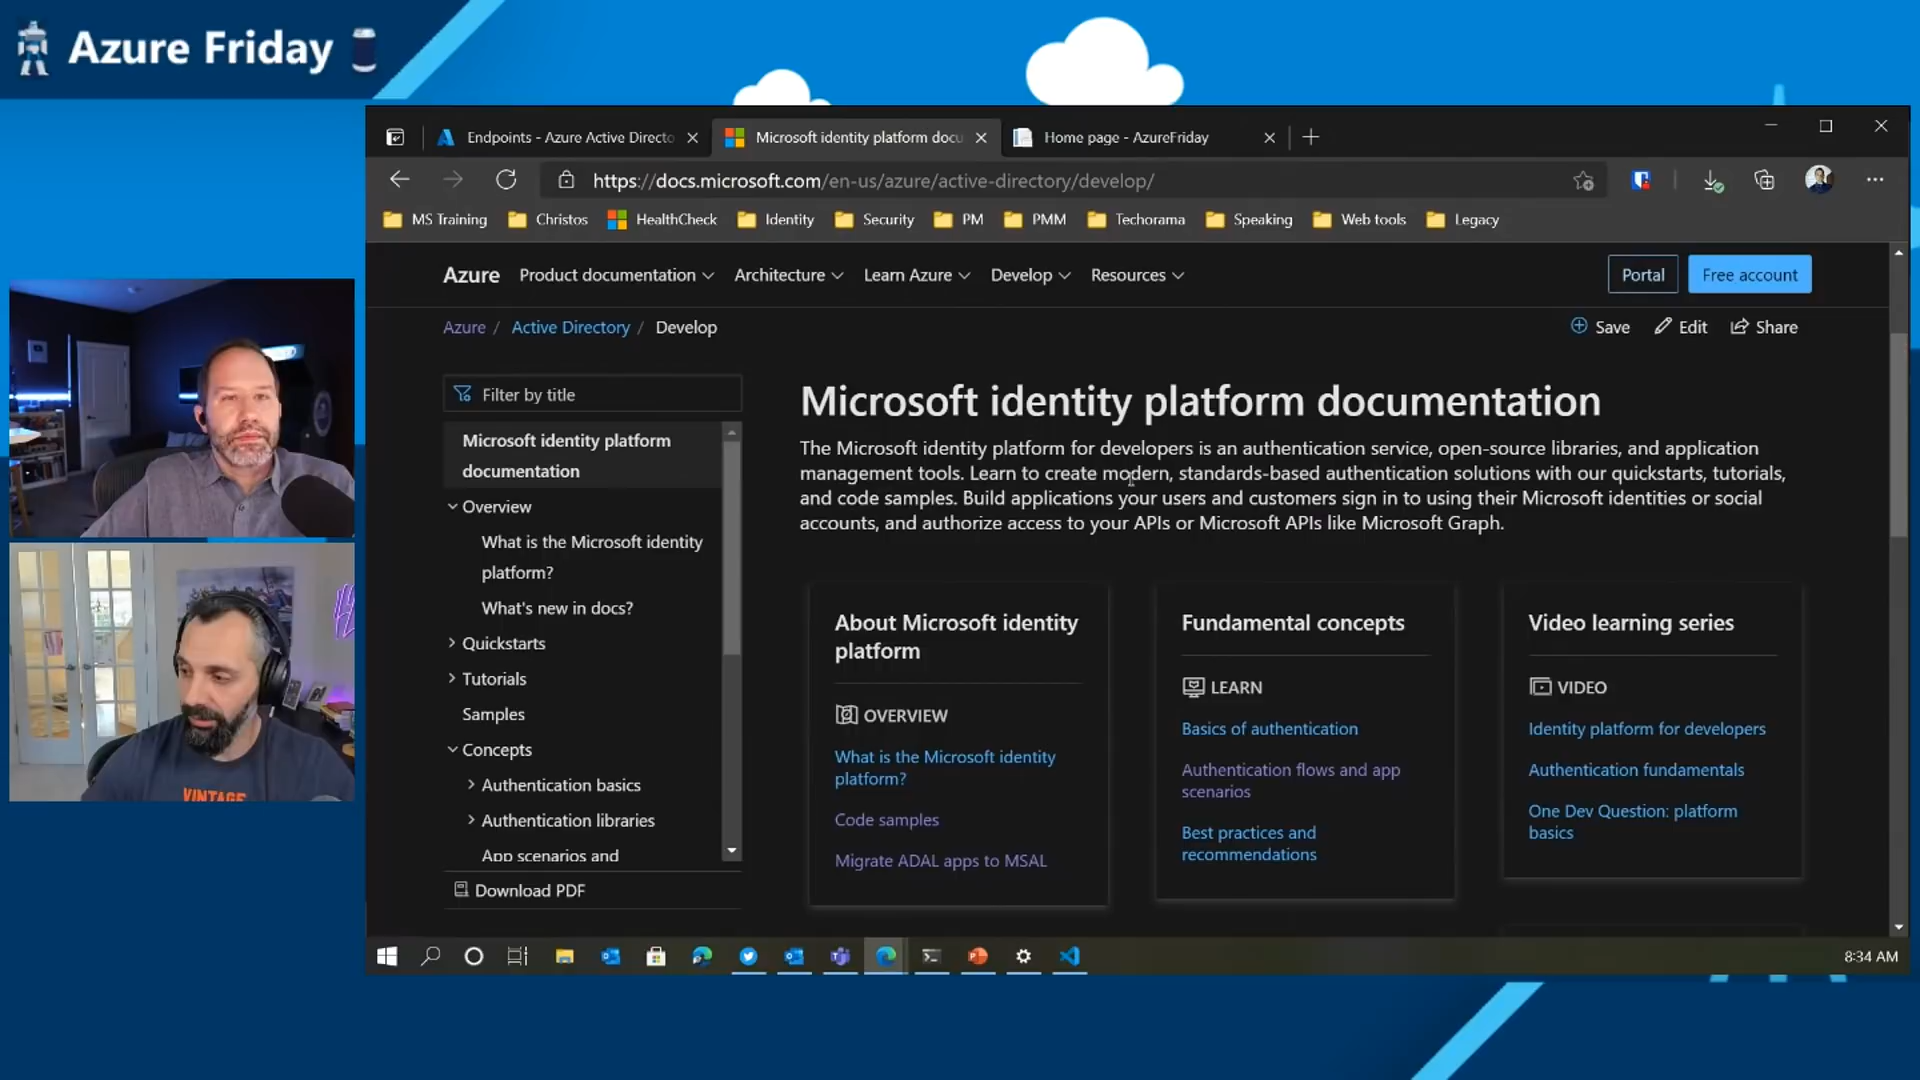 Azure Friday
Endpoints - Azure Active Directo
Microsoft identity platform docu
Home page - AzureFriday
https://docs.microsoft.com/en-us/azure/active-directory/develop/
MS Training
Christos
HealthCheck
Identity
Security
PM
PMM
Techorama
Speaking
Web tools
Legacy
Azure
Product documentation
Architecture
Learn Azure
Develop
Resources
Portal
Free account
Azure / Active Directory / Develop
Save
Edit
Share
Filter by title
Microsoft identity platform
documentation
Overview
What is the Microsoft identity
platform?
What's new in docs?
Quickstarts
Tutorials
Samples
Concepts
Authentication basics
Authentication libraries
App scenarios and
Download PDF
Microsoft identity platform documentation
The Microsoft identity platform for developers is an authentication service, open-source libraries, and application
management tools. Learn to create modern, standards-based authentication solutions with our quickstarts, tutorials,
and code samples. Build applications your users and customers sign in to using their Microsoft identities or social
accounts, and authorize access to your APIs or Microsoft APIs like Microsoft Graph.
About Microsoft identity
platform
OVERVIEW
What is the Microsoft identity
platform?
Code samples
Migrate ADAL apps to MSAL
Fundamental concepts
LEARN
Basics of authentication
Authentication flows and app
scenarios
Best practices and
recommendations
Video learning series
VIDEO
Identity platform for developers
Authentication fundamentals
One Dev Question: platform
basics
VINTAGE
8:34 AM